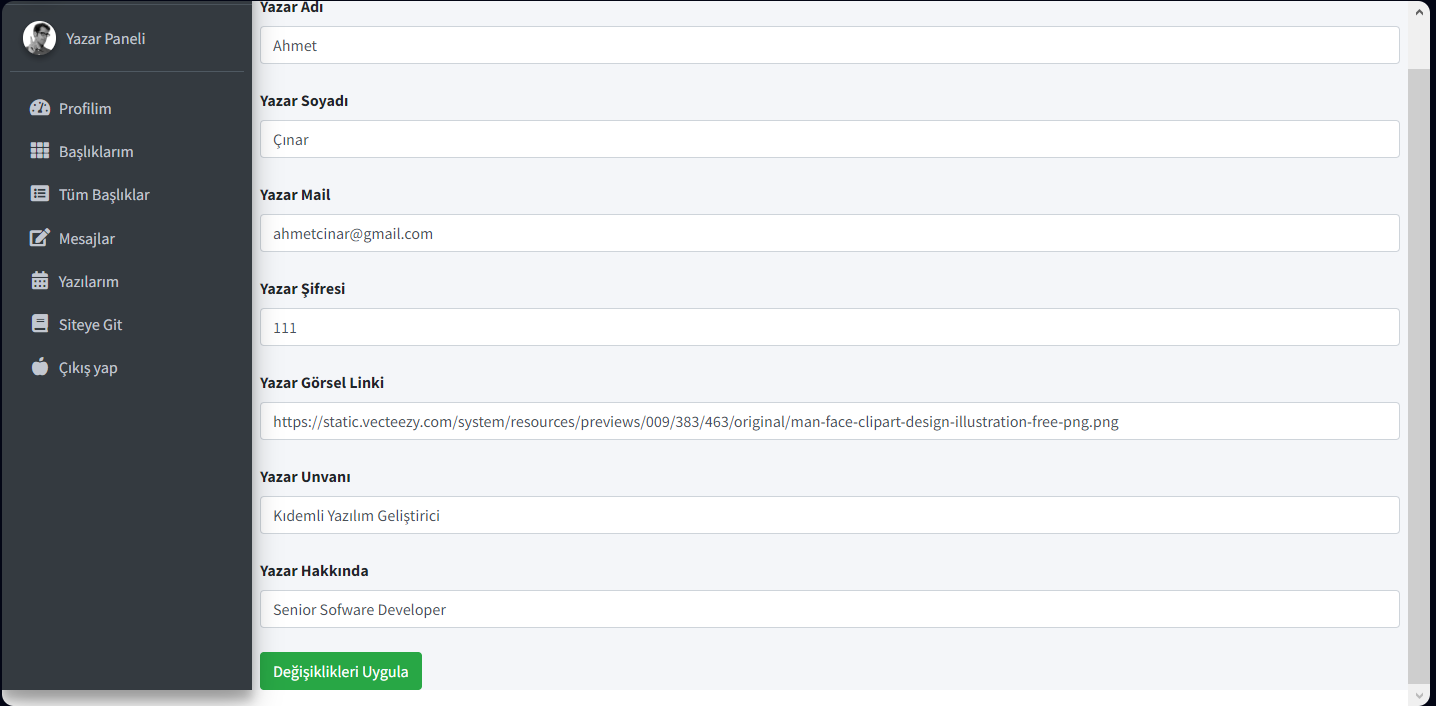 Yazar Paneli
Profilim
Başlıklarım
Tüm Başlıklar
Mesajlar
Yazılarım
Siteye Git
Çıkış yap
Yazar Adı
Ahmet
Yazar Soyadı
Çınar
Yazar Mail
ahmetcinar@gmail.com
Yazar Şifresi
111
Yazar Görsel Linki
https://static.vecteezy.com/system/resources/previews/009/383/463/original/man-face-clipart-design-illustration-free-png.png
Yazar Unvanı
Kıdemli Yazılım Geliştirici
Yazar Hakkında
Senior Sofware Developer
Değişiklikleri Uygula